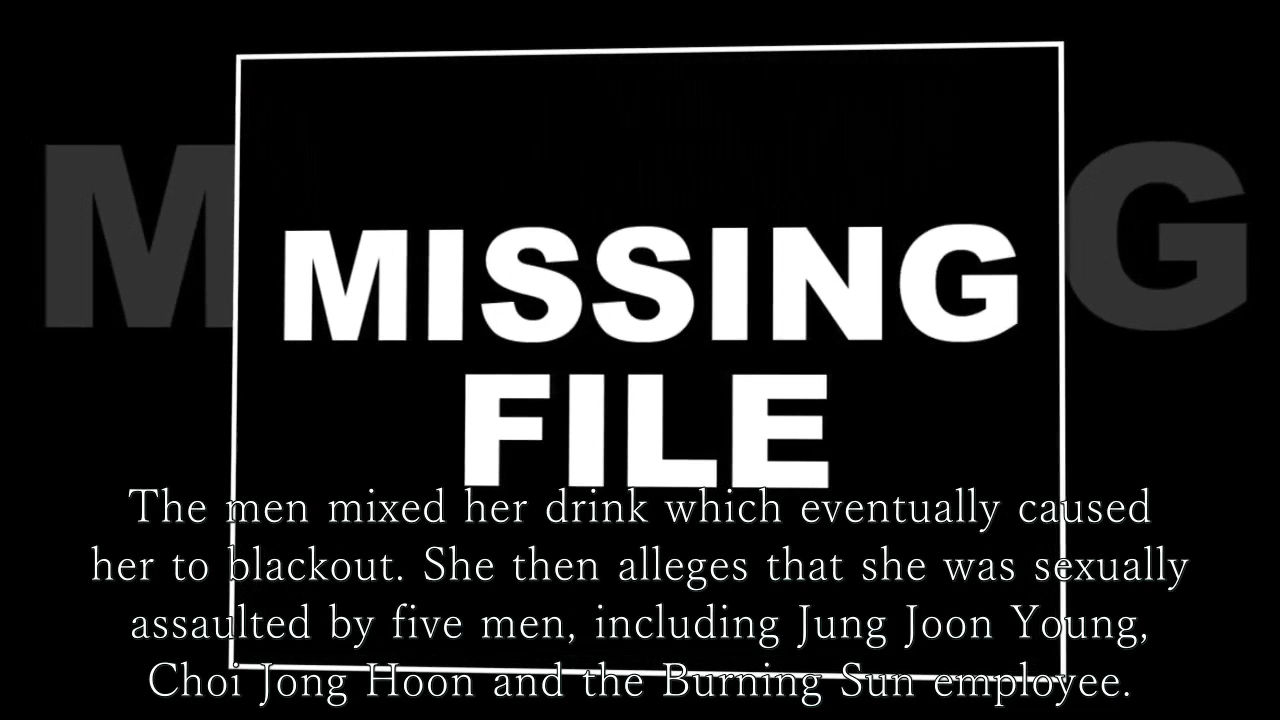 M G
MISSING
FILE
The men mixed her drink which eventually caused
her to blackout. She then alleges that she was sexually
assaulted by five men, including Jung Joon Young,
Choi Jong Hoon and the Burning Sun employee.